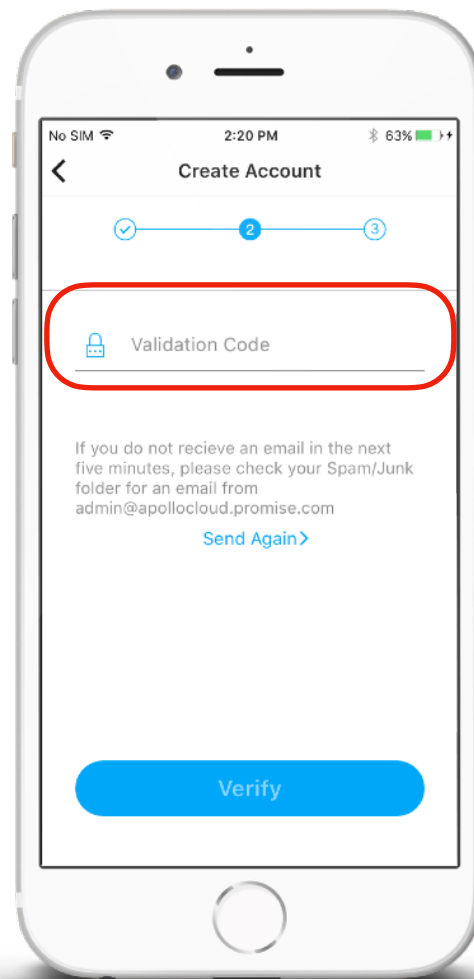 No SIM 2:20 PM 63%
Create Account
2 3
Validation Code
If you do not recieve an email in the next
five minutes, please check your Spam/Junk
folder for an email from
admin@apollocloud.promise.com
Send Again>
Verify